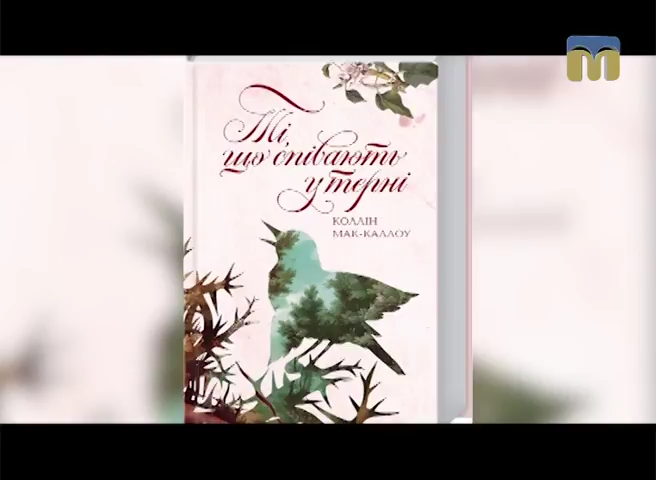 Ті,
що співають
у терні
КОЛЛІН
МАК-КАЛЛОУ